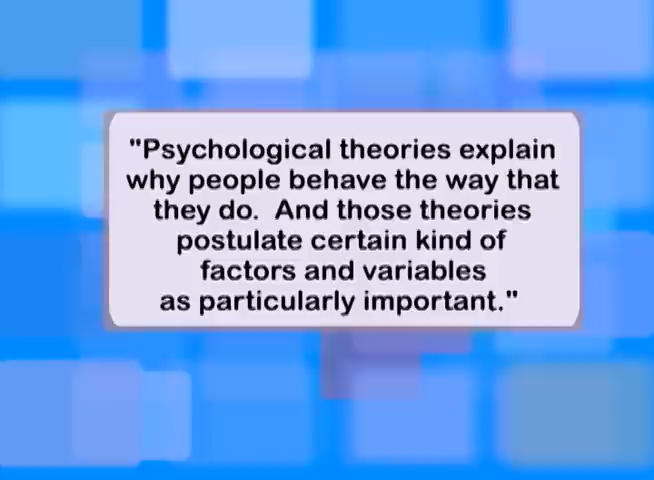 "Psychological theories explain
why people behave the way that
they do.  And those theories
postulate certain kind of
factors and variables
as particularly important."